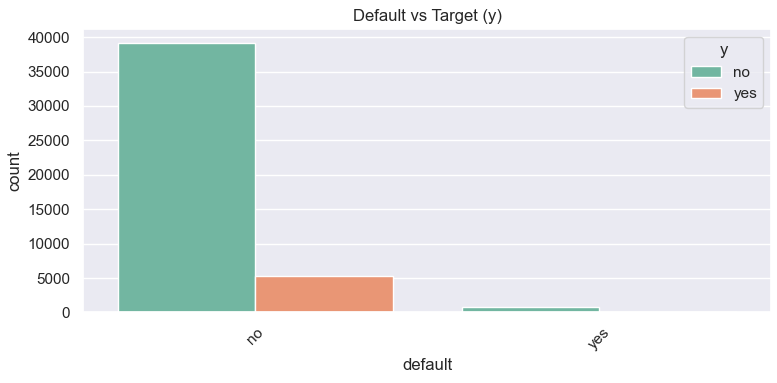 Default vs Target (y)
y
no
yes
count
40000
35000
30000
25000
20000
15000
10000
5000
0
no
yes
default